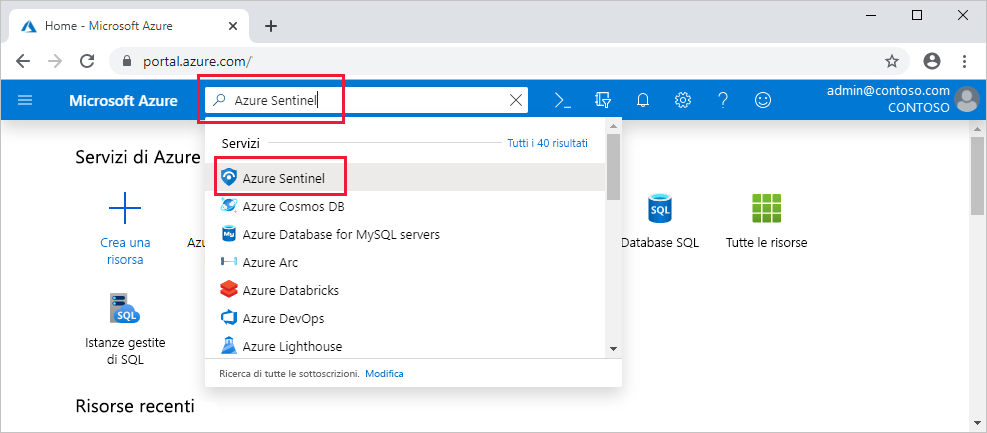 Home - Microsoft Azure
portal.azure.com/
Microsoft Azure
Azure Sentinel
admin@contoso.com
CONTOSO
Servizi
Tutti i 40 risultati
Servizi di Azure
Azure Sentinel
Azure Cosmos DB
Azure Database for MySQL servers
Azure Arc
Azure Databricks
Azure DevOps
Azure Lighthouse
Crea una
risorsa
Azu
SQL
Database SQL
Tutte le risorse
SQL
Istanze gestite
di SQL
Ricerca di tutte le sottoscrizioni. Modifica
Risorse recenti